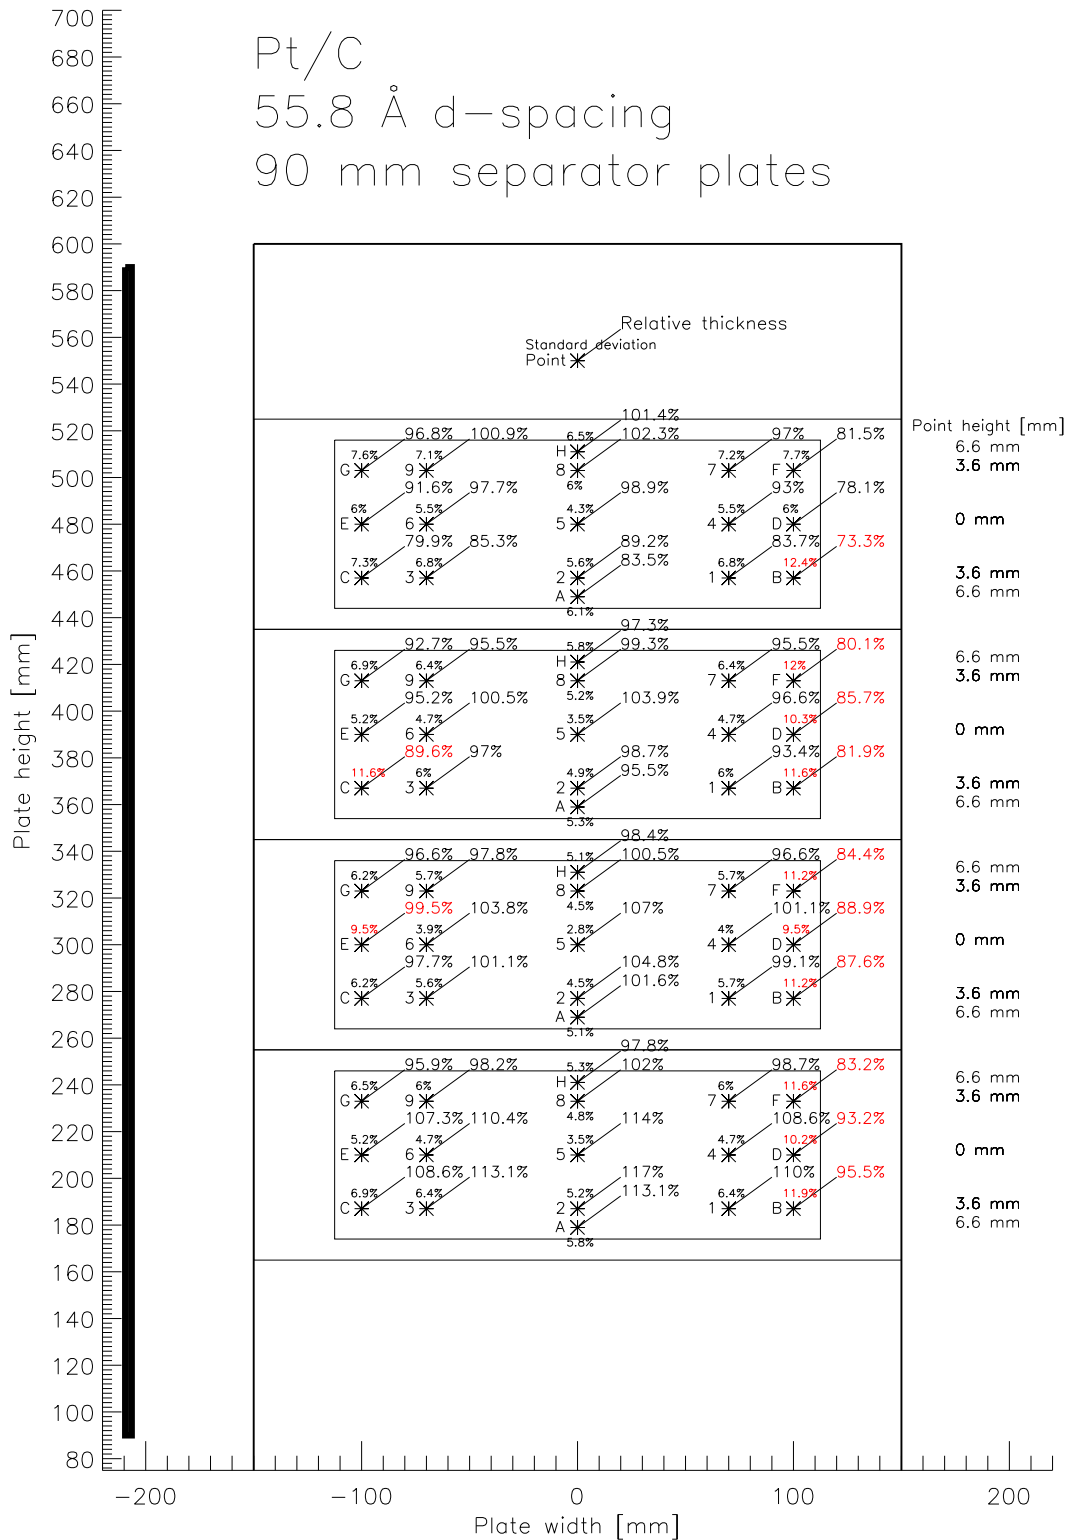 Pt/C
55.8 Å d-spacing
90 mm separator plates
700
680
660
640
620
600
580
560
540
520
500
480
460
440
420
400
380
360
340
320
300
280
260
240
220
200
180
160
140
120
100
80
Plate height [mm]
Relative thickness
Standard deviation
Point
Point height [mm]
101.4%
96.8% 100.9% 6.5% 102.3% 97% 81.5%
7.6% 7.1% H 7.2% 7.7% 6.6 mm
G 9 8 7 F 3.6 mm
6%
91.6% 97.7% 98.9% 93% 78.1%
6% 5.5% 4.3% 5.5% 6%
E 6 5 4 D 0 mm
79.9% 85.3% 89.2% 83.7% 73.3%
7.3% 6.8% 5.6% 83.5% 6.8% 12.4%
C 3 2 1 B 3.6 mm
A 6.6 mm
6.1%
97.3%
92.7% 95.5% 5.8% 99.3% 95.5% 80.1%
6.9% 6.4% H 6.4% 12% 6.6 mm
G 9 8 7 F 3.6 mm
5.2%
95.2% 100.5% 103.9% 96.6% 85.7%
5.2% 4.7% 3.5% 4.7% 10.3%
E 6 5 4 D 0 mm
89.6% 97% 98.7% 93.4% 81.9%
11.6% 6% 4.9% 95.5% 6% 11.6%
C 3 2 1 B 3.6 mm
A 6.6 mm
5.3%
98.4%
96.6% 97.8% 5.1% 100.5% 96.6% 84.4%
6.2% 5.7% H 5.7% 11.2% 6.6 mm
G 9 8 7 F 3.6 mm
4.5%
99.5% 103.8% 107% 101.1% 88.9%
9.5% 3.9% 2.8% 4% 9.5%
E 6 5 4 D 0 mm
97.7% 101.1% 104.8% 99.1% 87.6%
6.2% 5.6% 4.5% 101.6% 5.7% 11.2%
C 3 2 1 B 3.6 mm
A 6.6 mm
5.1%
97.8%
95.9% 98.2% 5.3% 102% 98.7% 83.2%
6.5% 6% H 6% 11.6% 6.6 mm
G 9 8 7 F 3.6 mm
4.8%
107.3% 110.4% 114% 108.6% 93.2%
5.2% 4.7% 3.5% 4.7% 10.2%
E 6 5 4 D 0 mm
108.6% 113.1% 117% 110% 95.5%
6.9% 6.4% 5.2% 113.1% 6.4% 11.9%
C 3 2 1 B 3.6 mm
A 6.6 mm
5.8%
-200 -100 0 100 200
Plate width [mm]